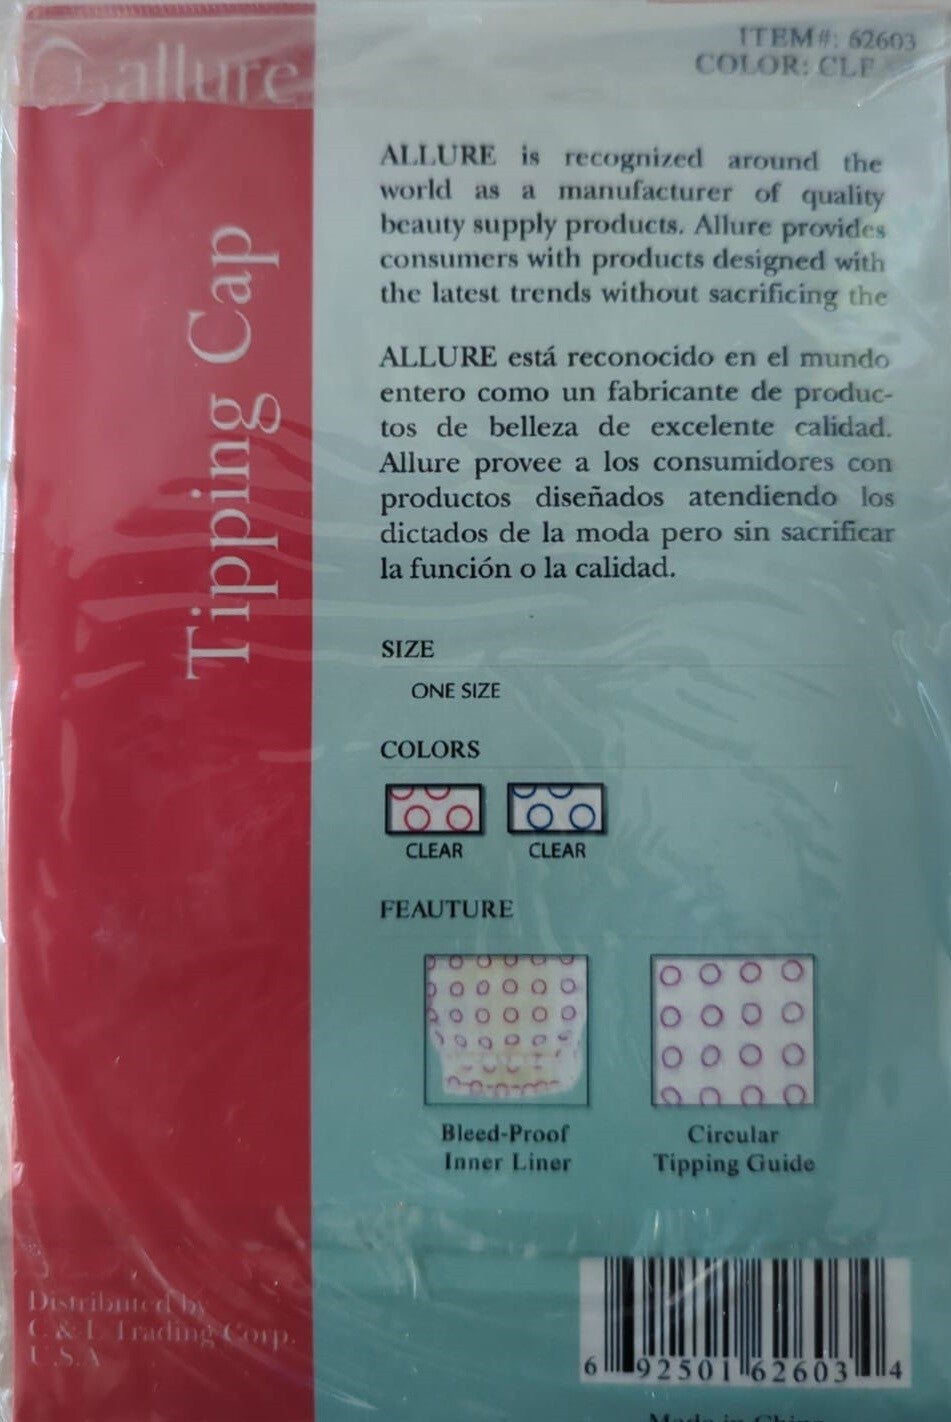 allure
ITEM#: 62603
COLOR: CLE
Tipping Cap
ALLURE is recognized around the
world as a manufacturer of quality
beauty supply products. Allure provides
consumers with products designed with
the latest trends without sacrificing the
ALLURE está reconocido en el mundo
entero como un fabricante de produc-
tos de belleza de excelente calidad.
Allure provee a los consumidores con
productos diseñados atendiendo los
dictados de la moda pero sin sacrificar
la función o la calidad.
SIZE
ONE SIZE
COLORS
CLEAR CLEAR
FEAUTURE
Bleed-Proof
Inner Liner
Circular
Tipping Guide
Distributed by
C & L Trading Corp.
U.S.A
6 92501 62603 4
Made in